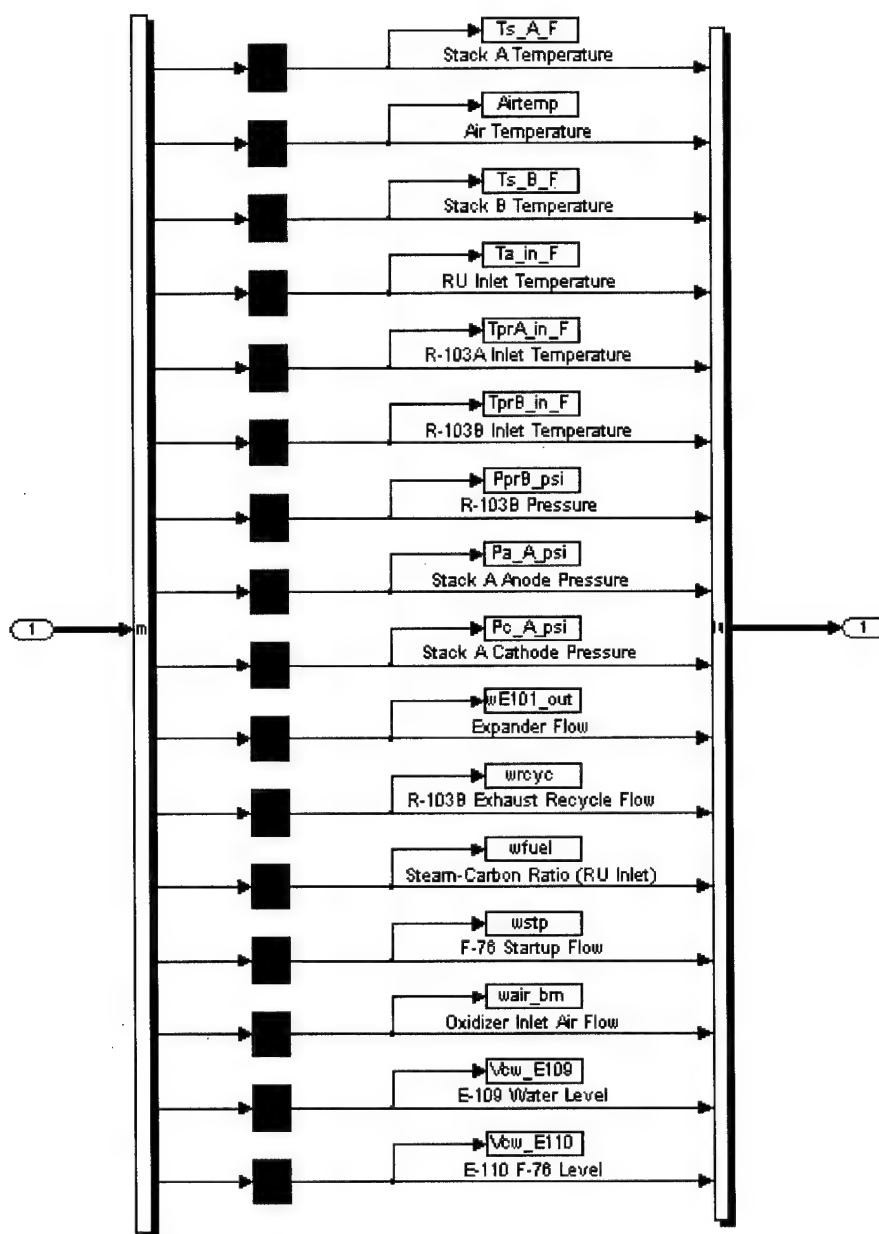 Ts_A_F
Stack A Temperature
Airtemp
Air Temperature
Ts_B_F
Stack B Temperature
Ta_in_F
RU Inlet Temperature
TprA_in_F
R-103A Inlet Temperature
TprB_in_F
R-103B Inlet Temperature
PprB_psi
R-103B Pressure
Pa_A_psi
Stack A Anode Pressure
1
m
Pc_A_psi
1
Stack A Cathode Pressure
wE101_out
Expander Flow
wrcyc
R-103B Exhaust Recycle Flow
wfuel
Steam-Carbon Ratio (RU Inlet)
wstp
F-76 Startup Flow
wair_brn
Oxidizer Inlet Air Flow
Vcw_E109
E-109 Water Level
Vcw_E110
E-110 F-76 Level